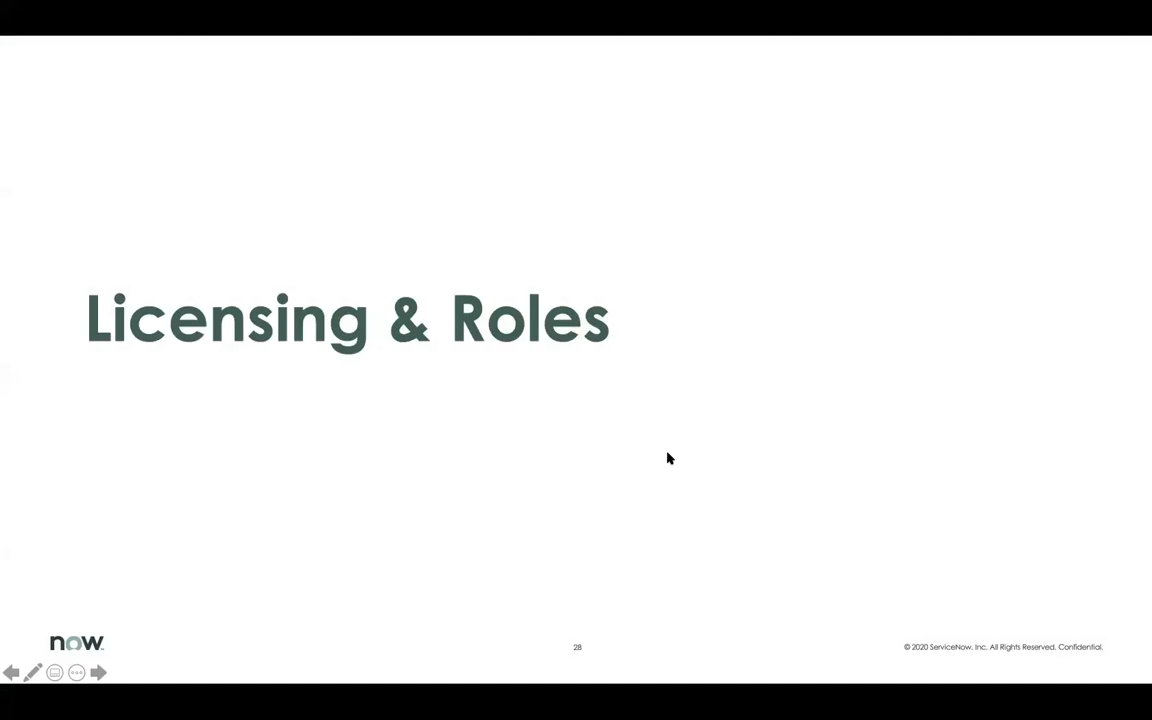 Licensing & Roles
now
28
© 2020 ServiceNow, Inc. All Rights Reserved. Confidential.